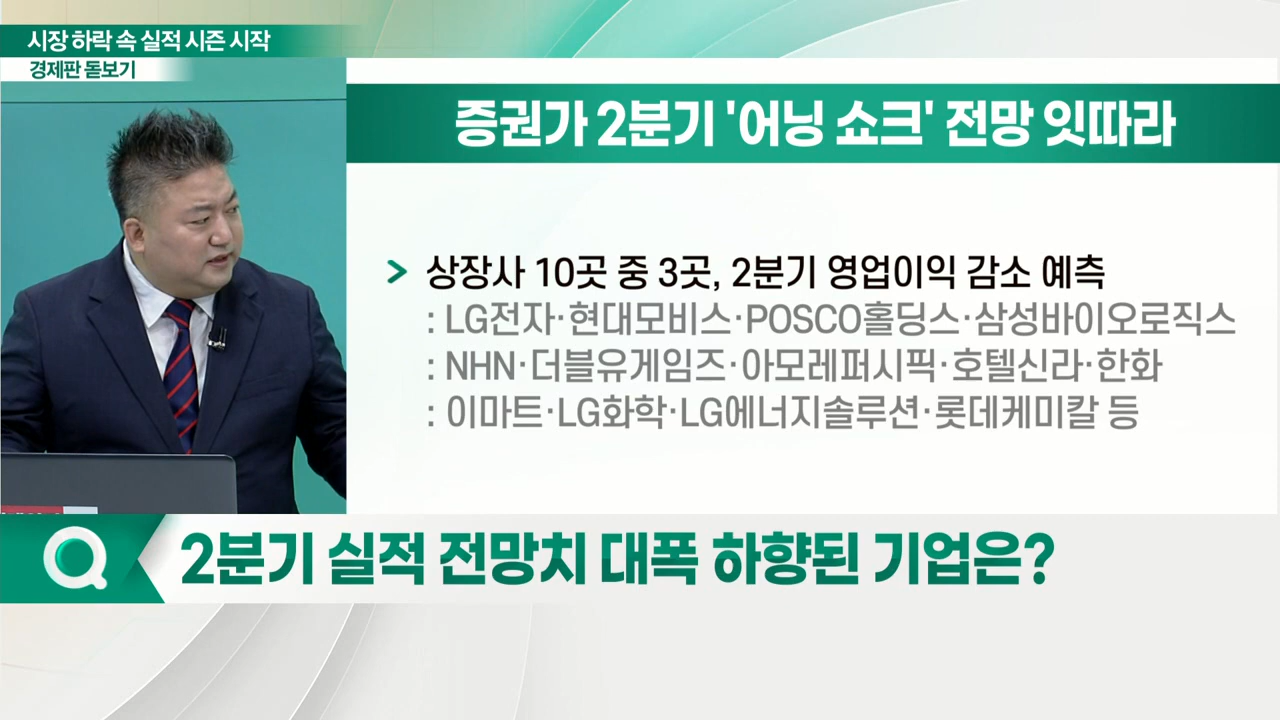 시장 하락 속 실적 시즌 시작
경제판 돋보기
증권가 2분기 '어닝 쇼크' 전망 잇따라
상장사 10곳 중 3곳, 2분기 영업이익 감소 예측
: LG전자·현대모비스·POSCO홀딩스·삼성바이오로직스
: NHN·더블유게임즈·아모레퍼시픽·호텔신라·한화
: 이마트·LG화학·LG에너지솔루션·롯데케미칼 등
2분기 실적 전망치 대폭 하향된 기업은?